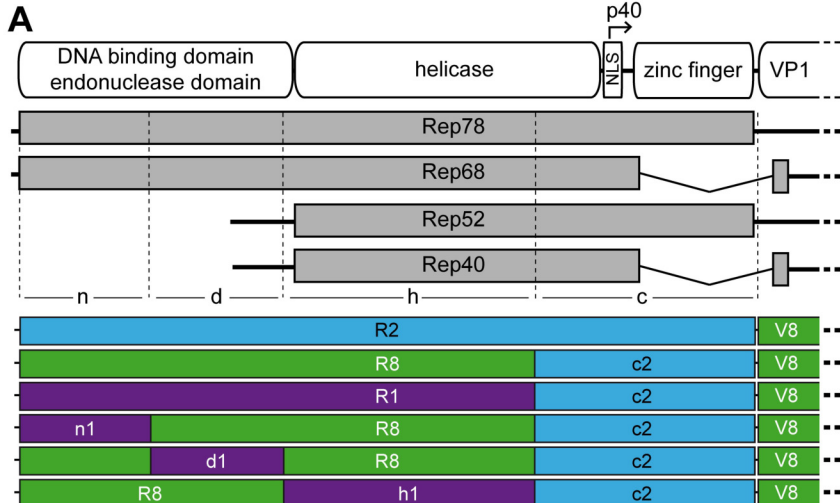 A
p40
DNA binding domain
endonuclease domain
helicase
NLS
zinc finger
VP1
Rep78
Rep68
Rep52
Rep40
n d h c
R2 V8
R8 c2 V8
R1 c2 V8
n1 R8 c2 V8
d1 R8 c2 V8
R8 h1 c2 V8